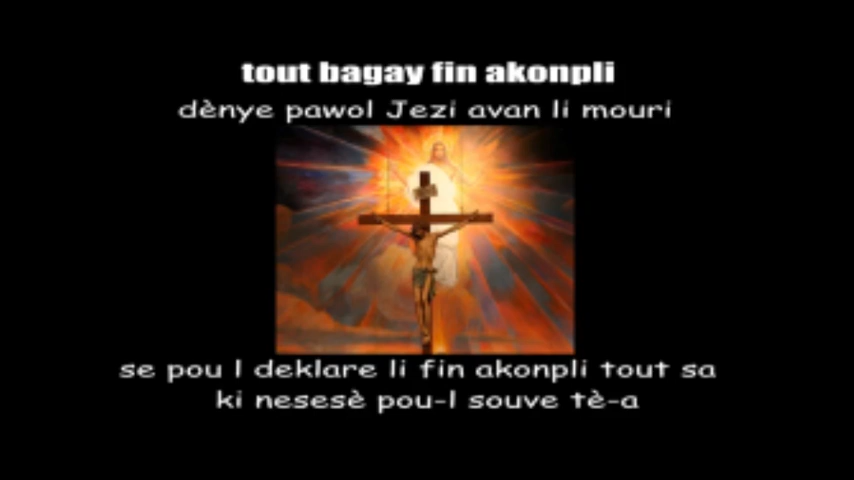 tout bagay fin akonpli
dènye pawol Jezi avan li mouri
se pou l deklare li fin akonpli tout sa
ki nesesè pou-l souve tè-a